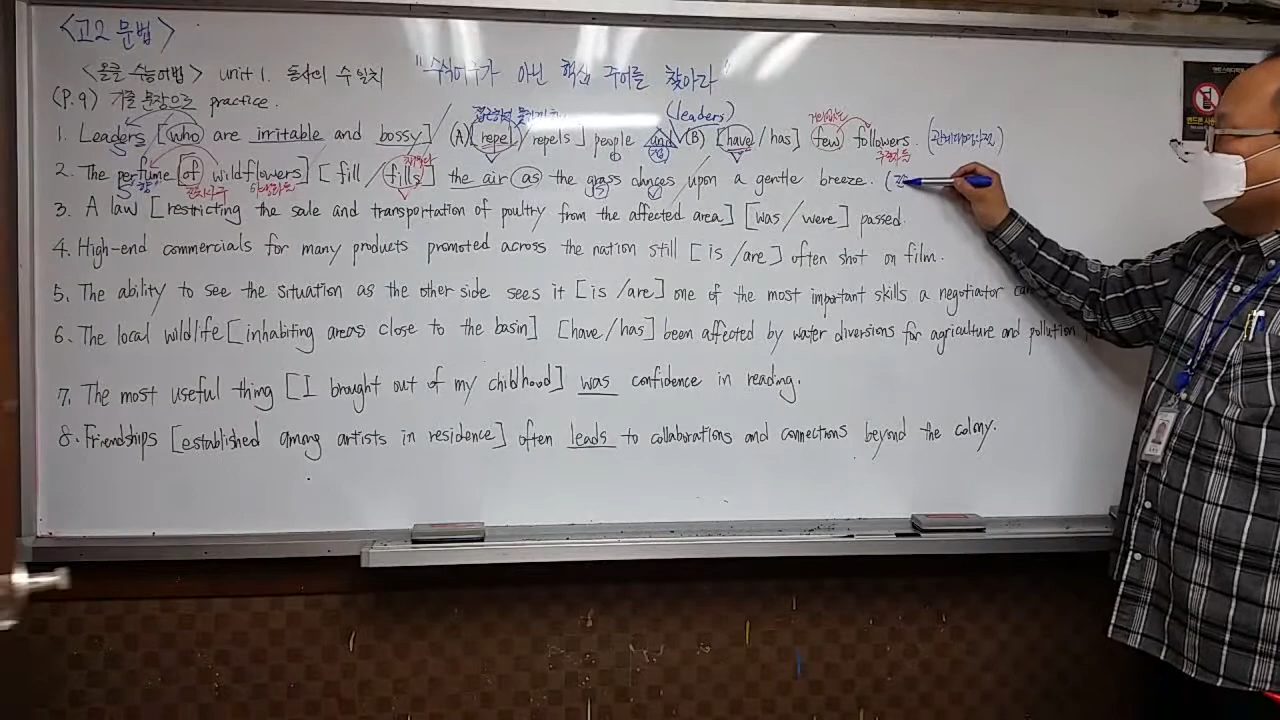 <고2 문법>
<올클 수능어법> unit 1. 동사의 수 일치 "수식어구가 아닌 핵심 주어를 찾아라"
(P.9) 기출 문장으로 practice.
(leaders)
1. Leaders [who are irritable and bossy] (A) [repel / repels] people and (B) [have / has] few followers.
2. The perfume [of wildflowers] [fill / fills] the air as the grass dances upon a gentle breeze.
3. A law [restricting the sale and transportation of poultry from the affected area] [was / were] passed.
4. High-end commercials for many products promoted across the nation still [is / are] often shot on film.
5. The ability to see the situation as the other side sees it [is / are] one of the most important skills a negotiator can
6. The local wildlife [inhabiting areas close to the basin] [have / has] been affected by water diversions for agriculture and pollution
7. The most useful thing [I brought out of my childhood] was confidence in reading.
8. Friendships [established among artists in residence] often leads to collaborations and connections beyond the colony.